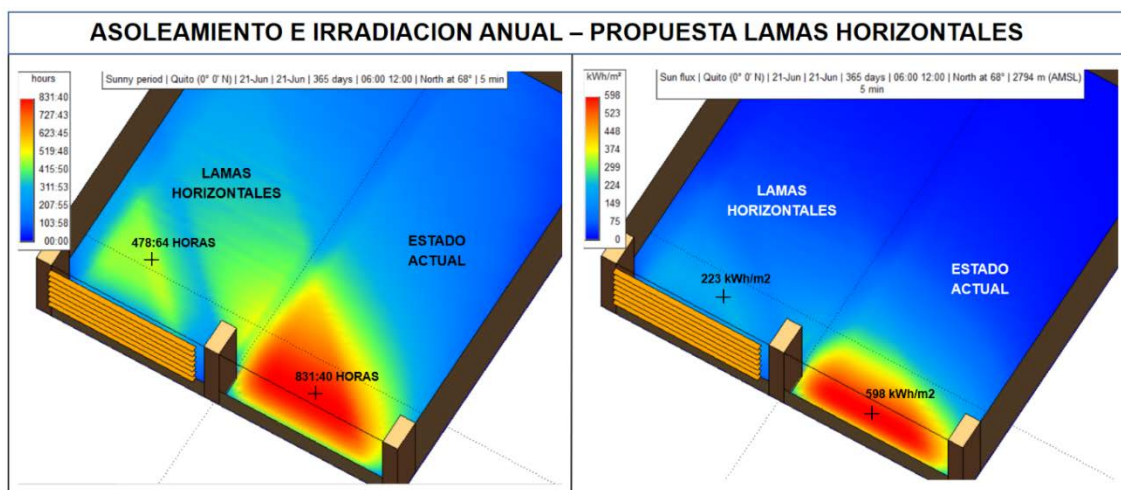 ASOLEAMIENTO E IRRADIACION ANUAL – PROPUESTA LAMAS HORIZONTALES
hours
831:40
727:43
623:45
519:48
415:50
311:53
207:55
103:58
00:00
Sunny period | Quito (0° 0' N) | 21-Jun | 21-Jun | 365 days | 06:00 12:00 | North at 68° | 5 min
LAMAS
HORIZONTALES
ESTADO
ACTUAL
478:64 HORAS
831:40 HORAS
kWh/m²
598
523
448
374
299
224
149
75
0
Sun flux | Quito (0° 0' N) | 21-Jun | 21-Jun | 365 days | 06:00 12:00 | North at 68° | 2794 m (AMSL)
5 min
LAMAS
HORIZONTALES
ESTADO
ACTUAL
223 kWh/m2
598 kWh/m2